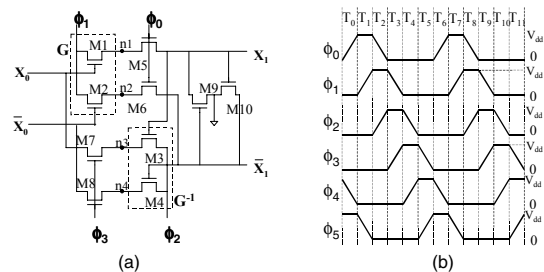 ϕ₁ ϕ₀
G M1 n1
X₀ M5 X₁
M2 n2 M9
X̄₀ M6 M10
M7 n3
M3 X̄₁
M8 n4
M4 G⁻¹
ϕ₃ ϕ₂
(a)
T₀ T₁ T₂ T₃ T₄ T₅ T₆ T₇ T₈ T₉ T₁₀ T₁₁
ϕ₀ Vdd
0
ϕ₁ Vdd
0
ϕ₂ Vdd
0
ϕ₃ Vdd
0
ϕ₄ Vdd
0
ϕ₅ Vdd
0
(b)